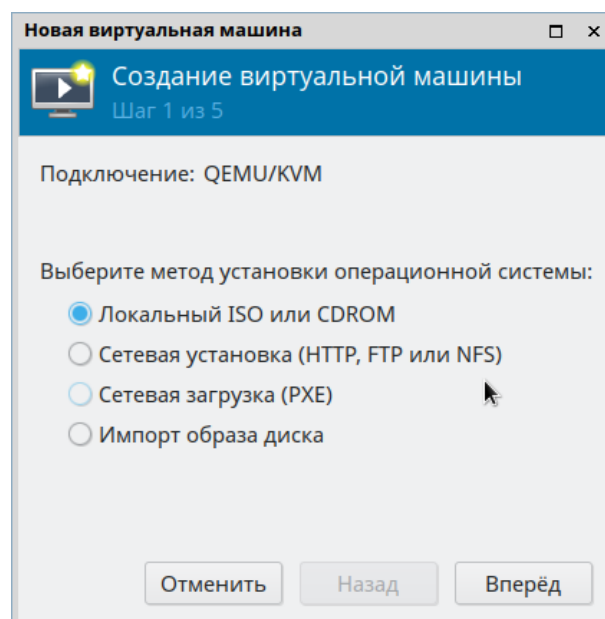 Новая виртуальная машина
Создание виртуальной машины
Шаг 1 из 5
Подключение: QEMU/KVM
Выберите метод установки операционной системы:
Локальный ISO или CDROM
Сетевая установка (HTTP, FTP или NFS)
Сетевая загрузка (PXE)
Импорт образа диска
Отменить Назад Вперёд